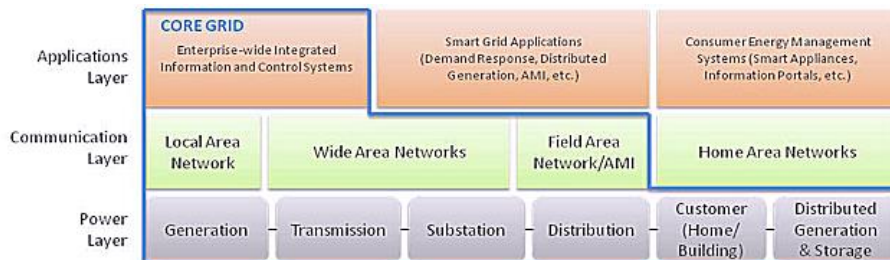 CORE GRID
Applications
Layer
Enterprise-wide Integrated
Information and Control Systems
Smart Grid Applications
(Demand Response, Distributed
Generation, AMI, etc.)
Consumer Energy Management
Systems (Smart Appliances,
Information Portals, etc.)
Communication
Layer
Local Area
Network
Wide Area Networks
Field Area
Network/AMI
Home Area Networks
Power
Layer
Generation
Transmission
Substation
Distribution
Customer
(Home/
Building)
Distributed
Generation
& Storage